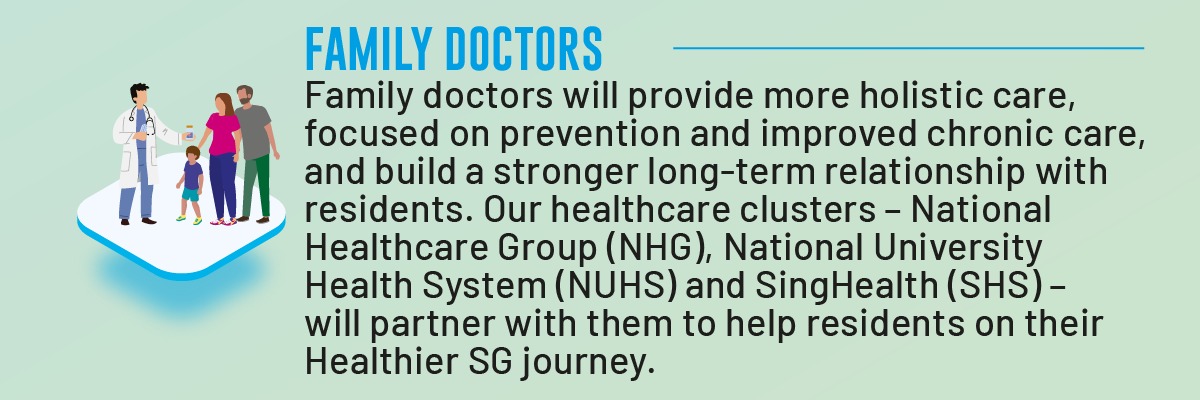 FAMILY DOCTORS
Family doctors will provide more holistic care,
focused on prevention and improved chronic care,
and build a stronger long-term relationship with
residents. Our healthcare clusters – National
Healthcare Group (NHG), National University
Health System (NUHS) and SingHealth (SHS) –
will partner with them to help residents on their
Healthier SG journey.